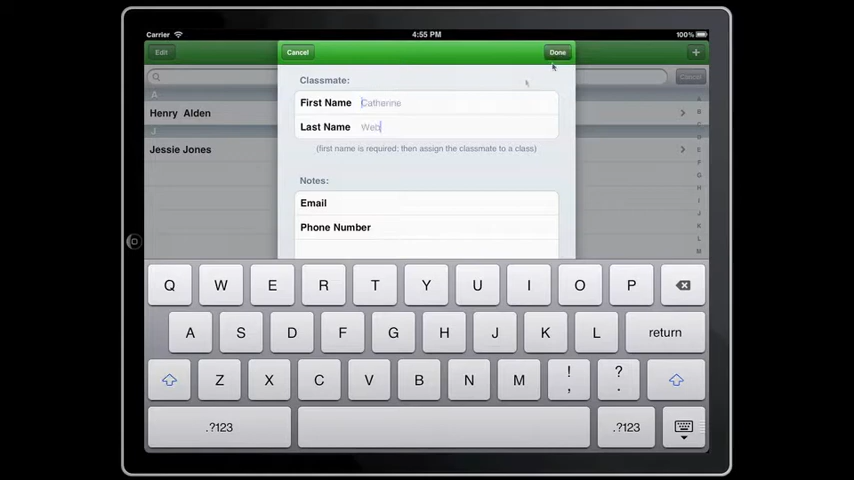 Carrier 4:55 PM 100%
Edit Cancel Done +
Classmate:
Cancel
A
First Name Catherine
Henry Alden
Last Name Web
J
(first name is required; then assign the classmate to a class)
Jessie Jones
Notes:
Email
Phone Number
A
B
C
D
E
F
G
H
I
J
K
L
M
Q W E R T Y U I O P
A S D F G H J K L return
Z X C V B N M ! , ? .
.?123 .?123